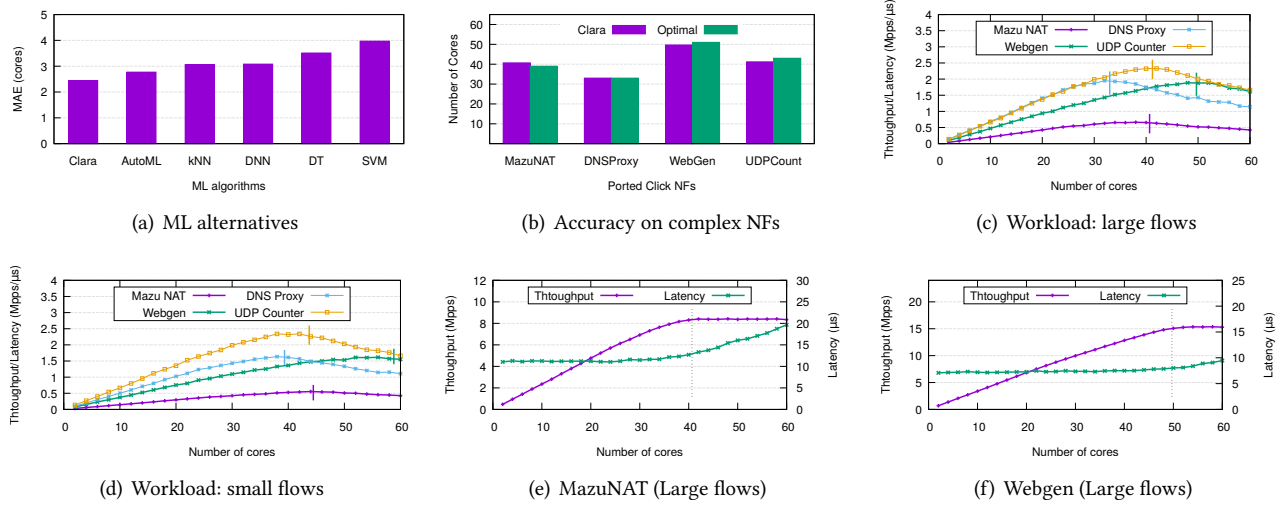 MAE (cores)
5
4
3
2
1
0
Clara AutoML kNN DNN DT SVM
ML algorithms
(a) ML alternatives
Number of Cores
60
50
40
30
20
10
Clara Optimal
MazuNAT DNSProxy WebGen UDPCount
Ported Click NFs
(b) Accuracy on complex NFs
Thtoughput/Latency (Mpps/µs)
4
3.5
3
2.5
2
1.5
1
0.5
0
Mazu NAT DNS Proxy
Webgen UDP Counter
0 10 20 30 40 50 60
Number of cores
(c) Workload: large flows
Thtoughput/Latency (Mpps/µs)
4
3.5
3
2.5
2
1.5
1
0.5
0
Mazu NAT DNS Proxy
Webgen UDP Counter
0 10 20 30 40 50 60
Number of cores
(d) Workload: small flows
Thtoughput (Mpps)
12
10
8
6
4
2
0
Thtoughput Latency
30
25
20
15
10
5
0
Latency (µs)
0 10 20 30 40 50 60
Number of cores
(e) MazuNAT (Large flows)
Thtoughput (Mpps)
20
15
10
5
0
Thtoughput Latency
25
20
15
10
5
0
Latency (µs)
0 10 20 30 40 50 60
Number of cores
(f) Webgen (Large flows)